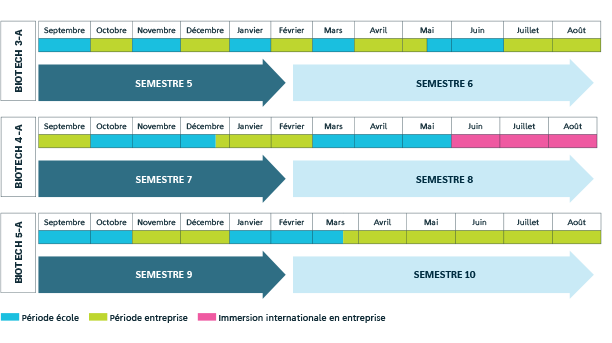 BIOTECH 3-A
Septembre Octobre Novembre Décembre Janvier Février Mars Avril Mai Juin Juillet Août
SEMESTRE 5 SEMESTRE 6
BIOTECH 4-A
Septembre Octobre Novembre Décembre Janvier Février Mars Avril Mai Juin Juillet Août
SEMESTRE 7 SEMESTRE 8
BIOTECH 5-A
Septembre Octobre Novembre Décembre Janvier Février Mars Avril Mai Juin Juillet Août
SEMESTRE 9 SEMESTRE 10
Période école Période entreprise Immersion internationale en entreprise